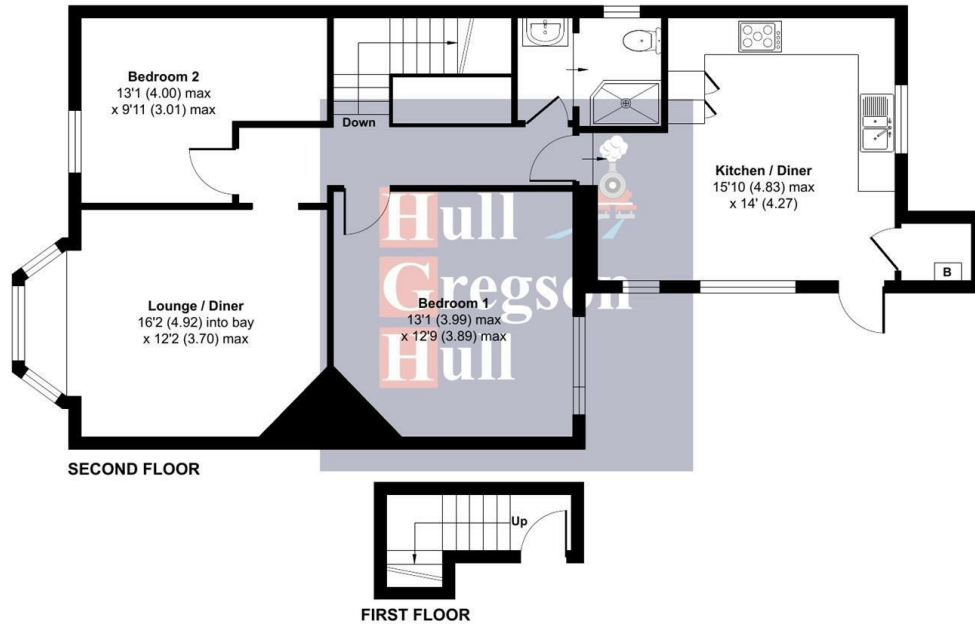 Bedroom 2
13'1 (4.00) max
x 9'11 (3.01) max
Down
Kitchen / Diner
15'10 (4.83) max
x 14' (4.27)
B
Lounge / Diner
16'2 (4.92) into bay
x 12'2 (3.70) max
Hull
Gregson
Hull
Bedroom 1
13'1 (3.99) max
x 12'9 (3.89) max
SECOND FLOOR
Up
FIRST FLOOR